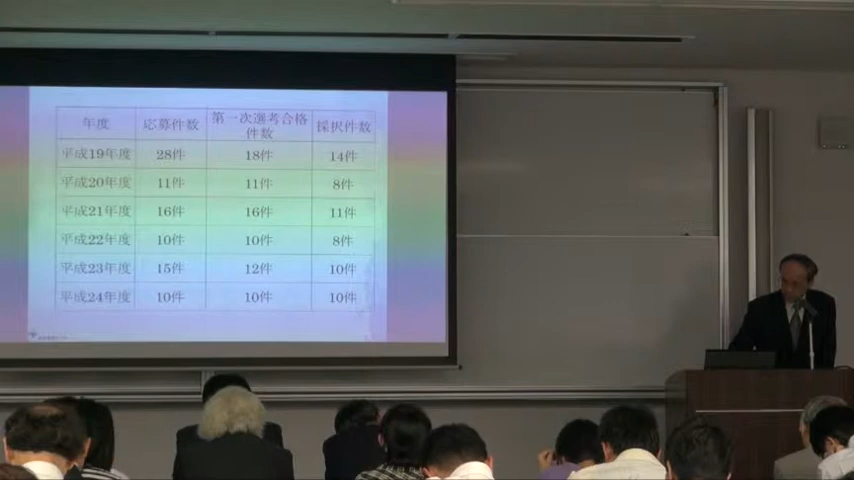 年度 応募件数 第一次選考合格件数 採択件数
平成19年度 28件 18件 14件
平成20年度 11件 11件 8件
平成21年度 16件 16件 11件
平成22年度 10件 10件 8件
平成23年度 15件 12件 10件
平成24年度 10件 10件 10件